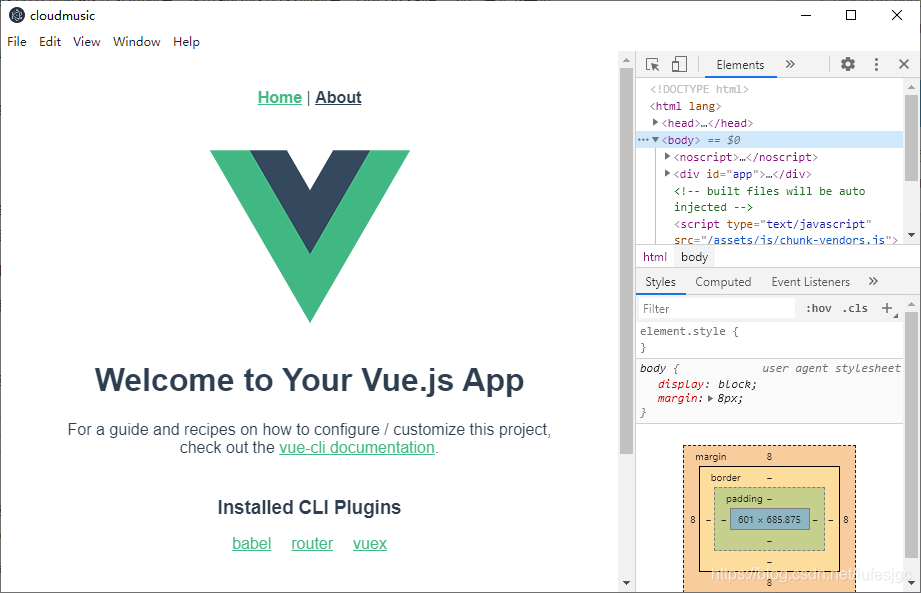 cloudmusic
File Edit View Window Help
Home | About
Welcome to Your Vue.js App
For a guide and recipes on how to configure / customize this project,
check out the vue-cli documentation.
Installed CLI Plugins
babel router vuex
Elements »
<!DOCTYPE html>
<html lang>
<head>…</head>
<body> == $0
<noscript>…</noscript>
<div id="app">…</div>
<!-- built files will be auto
injected -->
<script type="text/javascript"
src="/assets/js/chunk-vendors.js">
html body
Styles Computed Event Listeners »
Filter :hov .cls +
element.style {
}
body { user agent stylesheet
display: block;
margin: 8px;
}
margin 8
border –
padding –
8 – – 601 × 685.875 – – 8
–
–
8